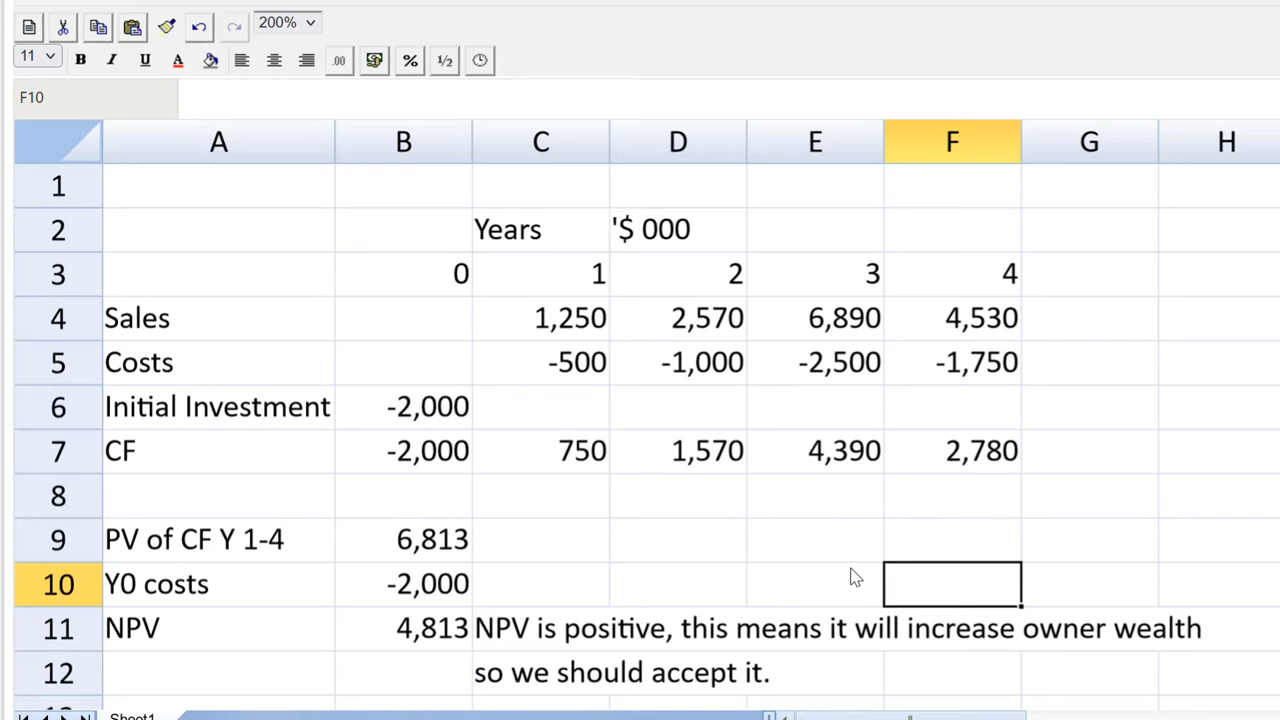 200%
11 B I U A .00 % 1/2
F10
A B C D E F G H
1
2 Years '$ 000
3 0 1 2 3 4
4 Sales 1,250 2,570 6,890 4,530
5 Costs -500 -1,000 -2,500 -1,750
6 Initial Investment -2,000
7 CF -2,000 750 1,570 4,390 2,780
8
9 PV of CF Y 1-4 6,813
10 Y0 costs -2,000
11 NPV 4,813 NPV is positive, this means it will increase owner wealth
12 so we should accept it.
Sheet1